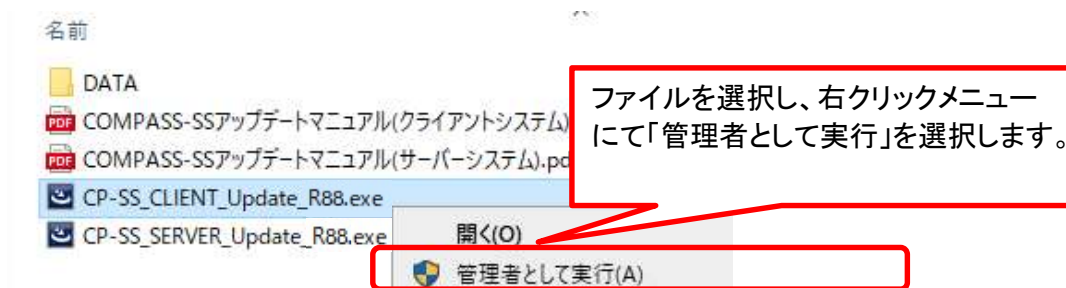 名前
DATA
COMPASS-SSアップデートマニュアル(クライアントシステム)
COMPASS-SSアップデートマニュアル(サーバーシステム).pd
CP-SS_CLIENT_Update_R88.exe
CP-SS_SERVER_Update_R88.exe
ファイルを選択し、右クリックメニュー
にて「管理者として実行」を選択します。
開く(O)
管理者として実行(A)